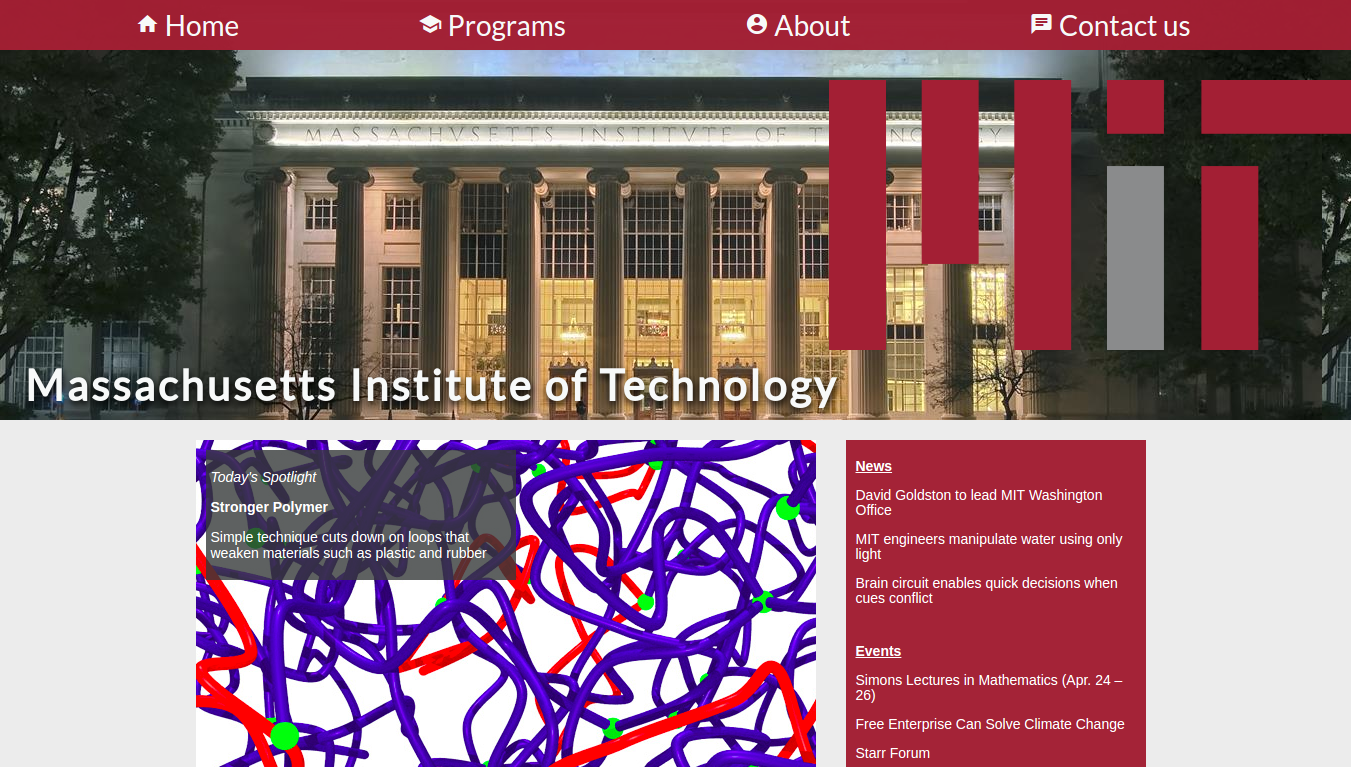 Home Programs About Contact us
MASSACHVSETTS INSTITVTE OF T
Massachusetts Institute of Technology
Today's Spotlight
Stronger Polymer
Simple technique cuts down on loops that
weaken materials such as plastic and rubber
News
David Goldston to lead MIT Washington
Office
MIT engineers manipulate water using only
light
Brain circuit enables quick decisions when
cues conflict
Events
Simons Lectures in Mathematics (Apr. 24 –
26)
Free Enterprise Can Solve Climate Change
Starr Forum